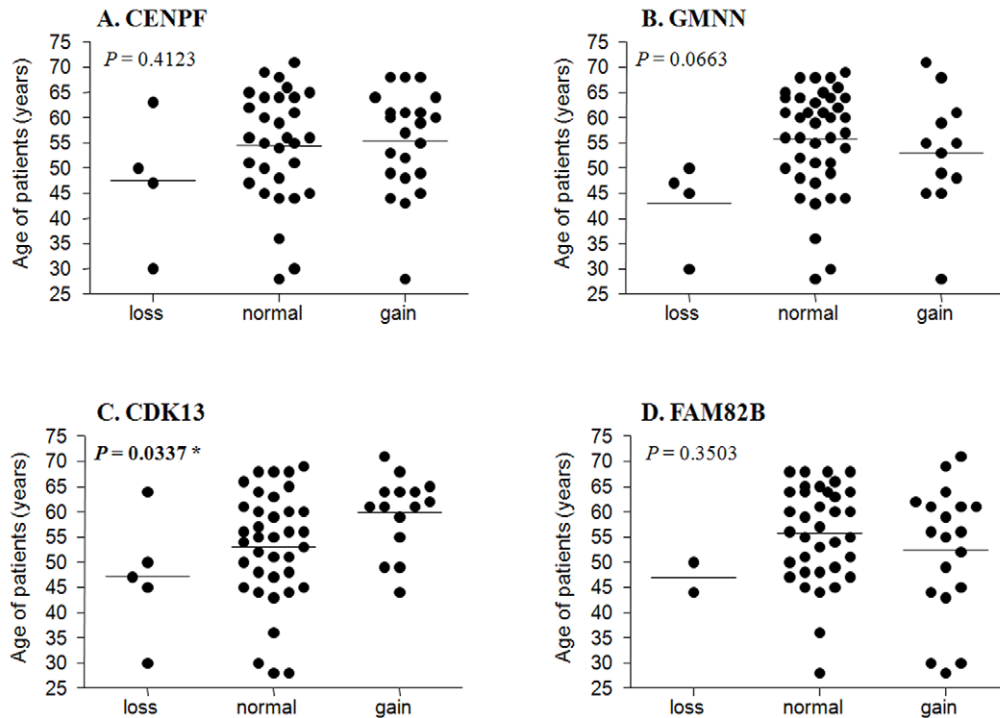 A. CENPF
P = 0.4123
Age of patients (years)
75
70
65
60
55
50
45
40
35
30
25
loss normal gain
B. GMNN
P = 0.0663
Age of patients (years)
75
70
65
60
55
50
45
40
35
30
25
loss normal gain
C. CDK13
P = 0.0337 *
Age of patients (years)
75
70
65
60
55
50
45
40
35
30
25
loss normal gain
D. FAM82B
P = 0.3503
Age of patients (years)
75
70
65
60
55
50
45
40
35
30
25
loss normal gain